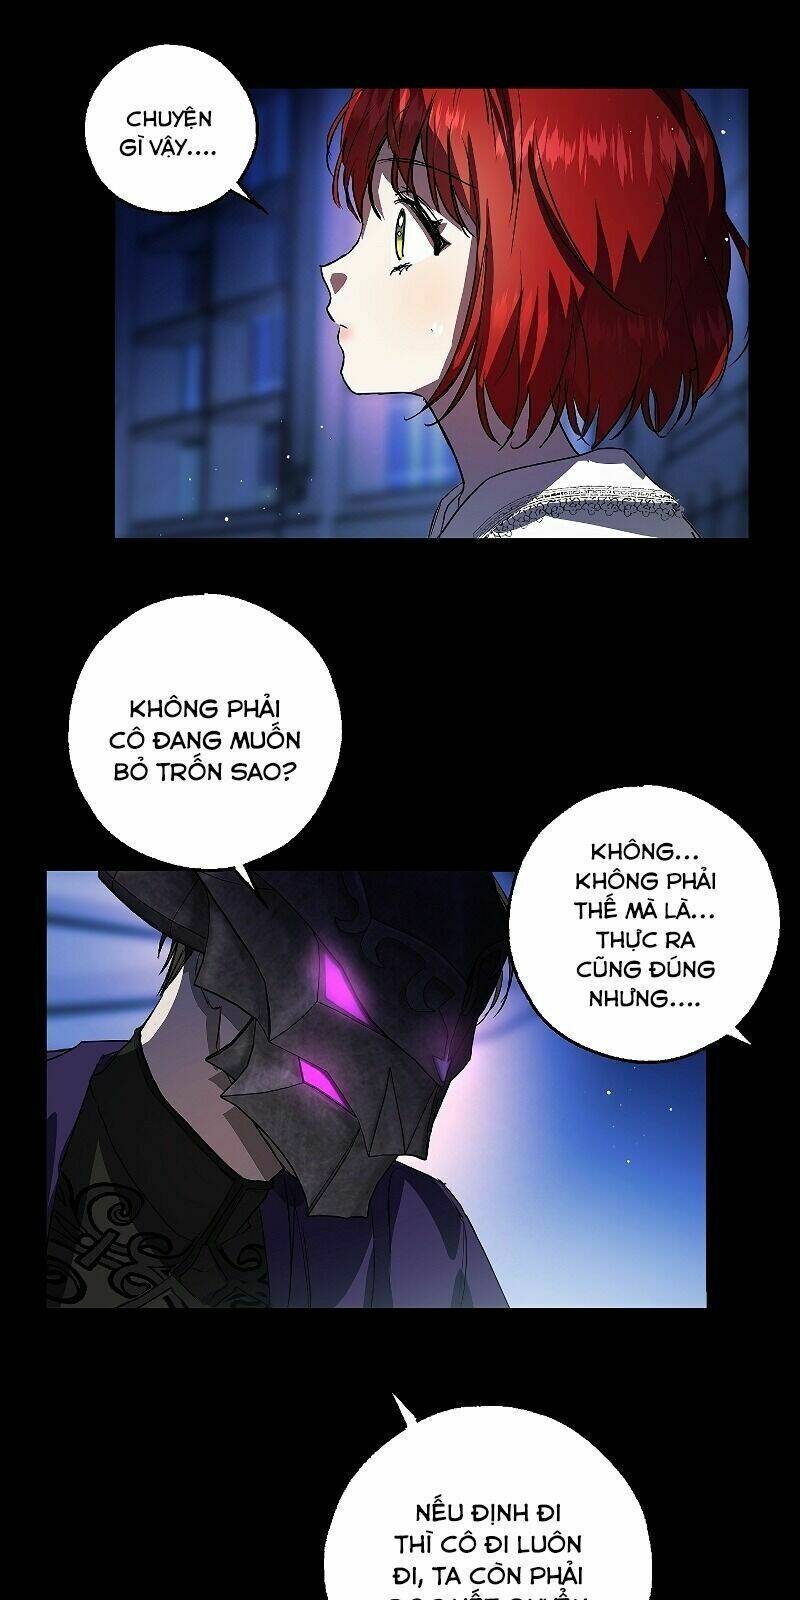 CHUYỆN
GÌ VẬY....
KHÔNG PHẢI
CÔ ĐANG MUỐN
BỎ TRỐN SAO?
KHÔNG...
KHÔNG PHẢI
THẾ MÀ LÀ...
THỰC RA
CŨNG ĐÚNG
NHƯNG....
NẾU ĐỊNH ĐI
THÌ CÔ ĐI LUÔN
ĐI, TA CÒN PHẢI